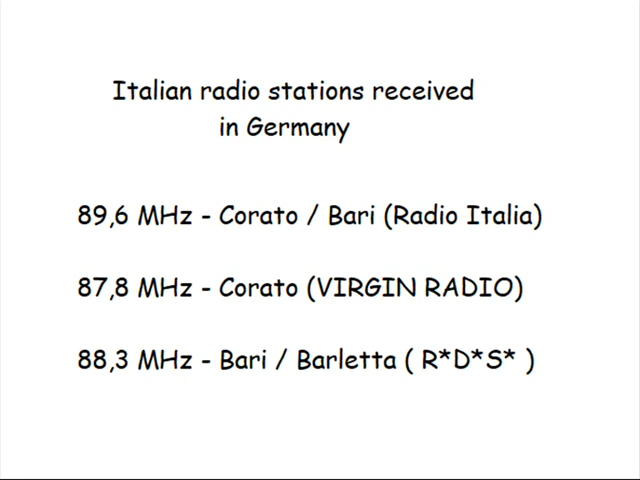 Italian radio stations received
in Germany
89,6 MHz - Corato / Bari (Radio Italia)
87,8 MHz - Corato (VIRGIN RADIO)
88,3 MHz - Bari / Barletta ( R*D*S* )